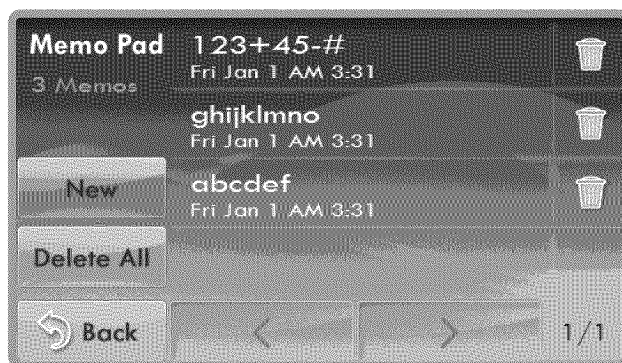 Memo Pad
3 Memos
123+45-#
Fri Jan 1 AM 3:31
ghijklmno
Fri Jan 1 AM 3:31
abcdef
Fri Jan 1 AM 3:31
New
Delete All
Back
1/1